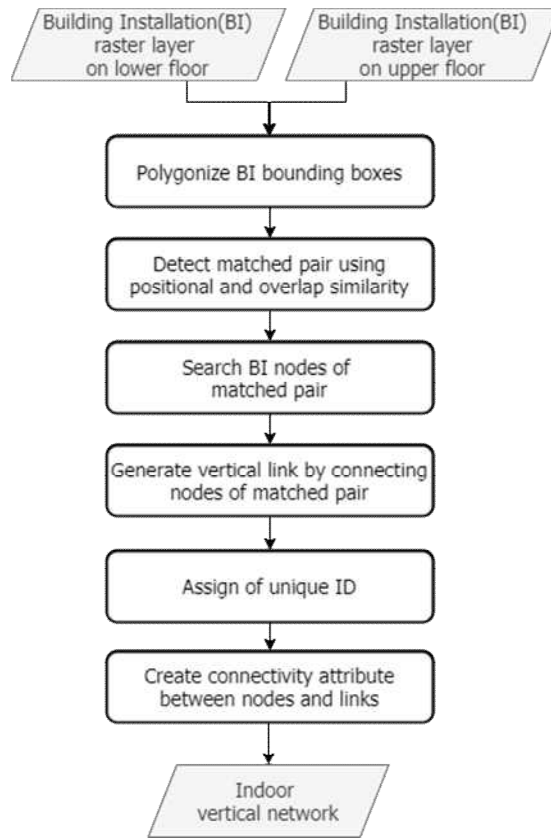 Building Installation(BI)
raster layer
on lower floor
Building Installation(BI)
raster layer
on upper floor
Polygonize BI bounding boxes
Detect matched pair using
positional and overlap similarity
Search BI nodes of
matched pair
Generate vertical link by connecting
nodes of matched pair
Assign of unique ID
Create connectivity attribute
between nodes and links
Indoor
vertical network